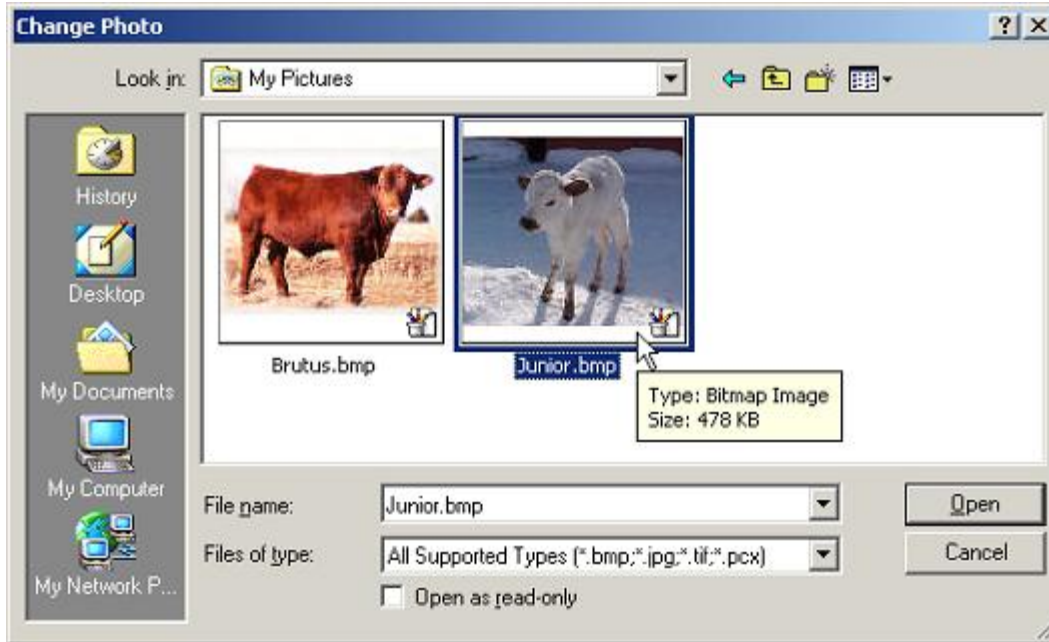 Change Photo
Look in:
My Pictures
History
Desktop
My Documents
My Computer
My Network P...
Brutus.bmp
Junior.bmp
Type: Bitmap Image
Size: 478 KB
File name:
Junior.bmp
Open
Files of type:
All Supported Types (*.bmp;*.jpg;*.tif;*.pcx)
Cancel
Open as read-only